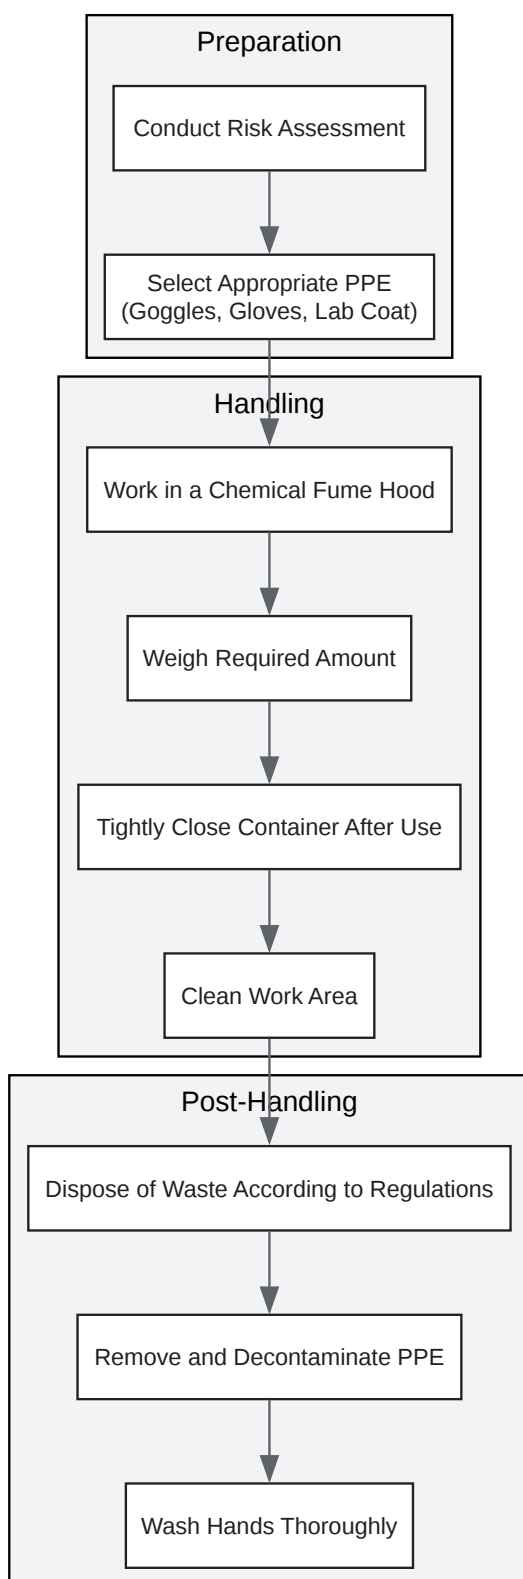 Preparation
Conduct Risk Assessment
Select Appropriate PPE
(Goggles, Gloves, Lab Coat)
Handling
Work in a Chemical Fume Hood
Weigh Required Amount
Tightly Close Container After Use
Clean Work Area
Post-Handling
Dispose of Waste According to Regulations
Remove and Decontaminate PPE
Wash Hands Thoroughly